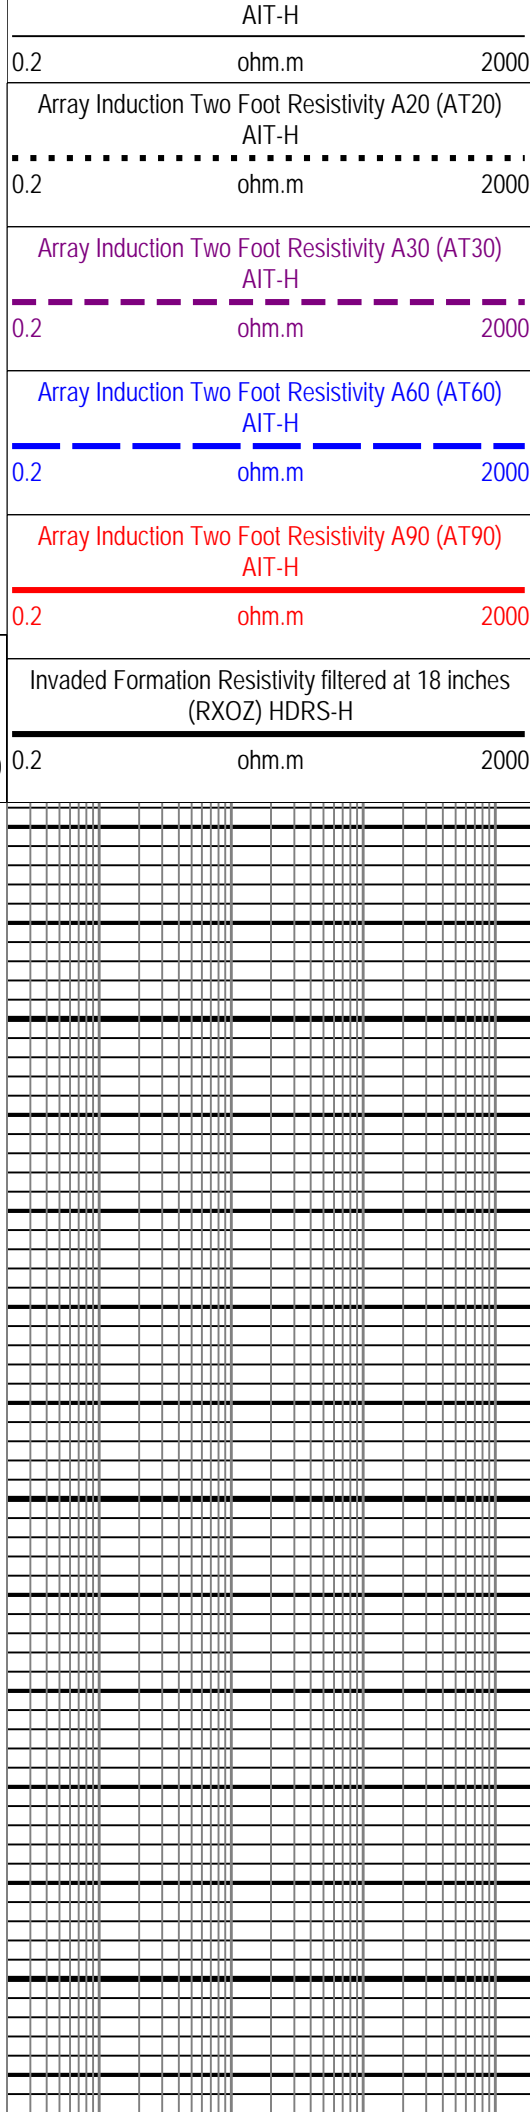 AIT-H
0.2 ohm.m 2000
Array Induction Two Foot Resistivity A20 (AT20)
AIT-H
0.2 ohm.m 2000
Array Induction Two Foot Resistivity A30 (AT30)
AIT-H
0.2 ohm.m 2000
Array Induction Two Foot Resistivity A60 (AT60)
AIT-H
0.2 ohm.m 2000
Array Induction Two Foot Resistivity A90 (AT90)
AIT-H
0.2 ohm.m 2000
Invaded Formation Resistivity filtered at 18 inches
(RXOZ) HDRS-H
0.2 ohm.m 2000